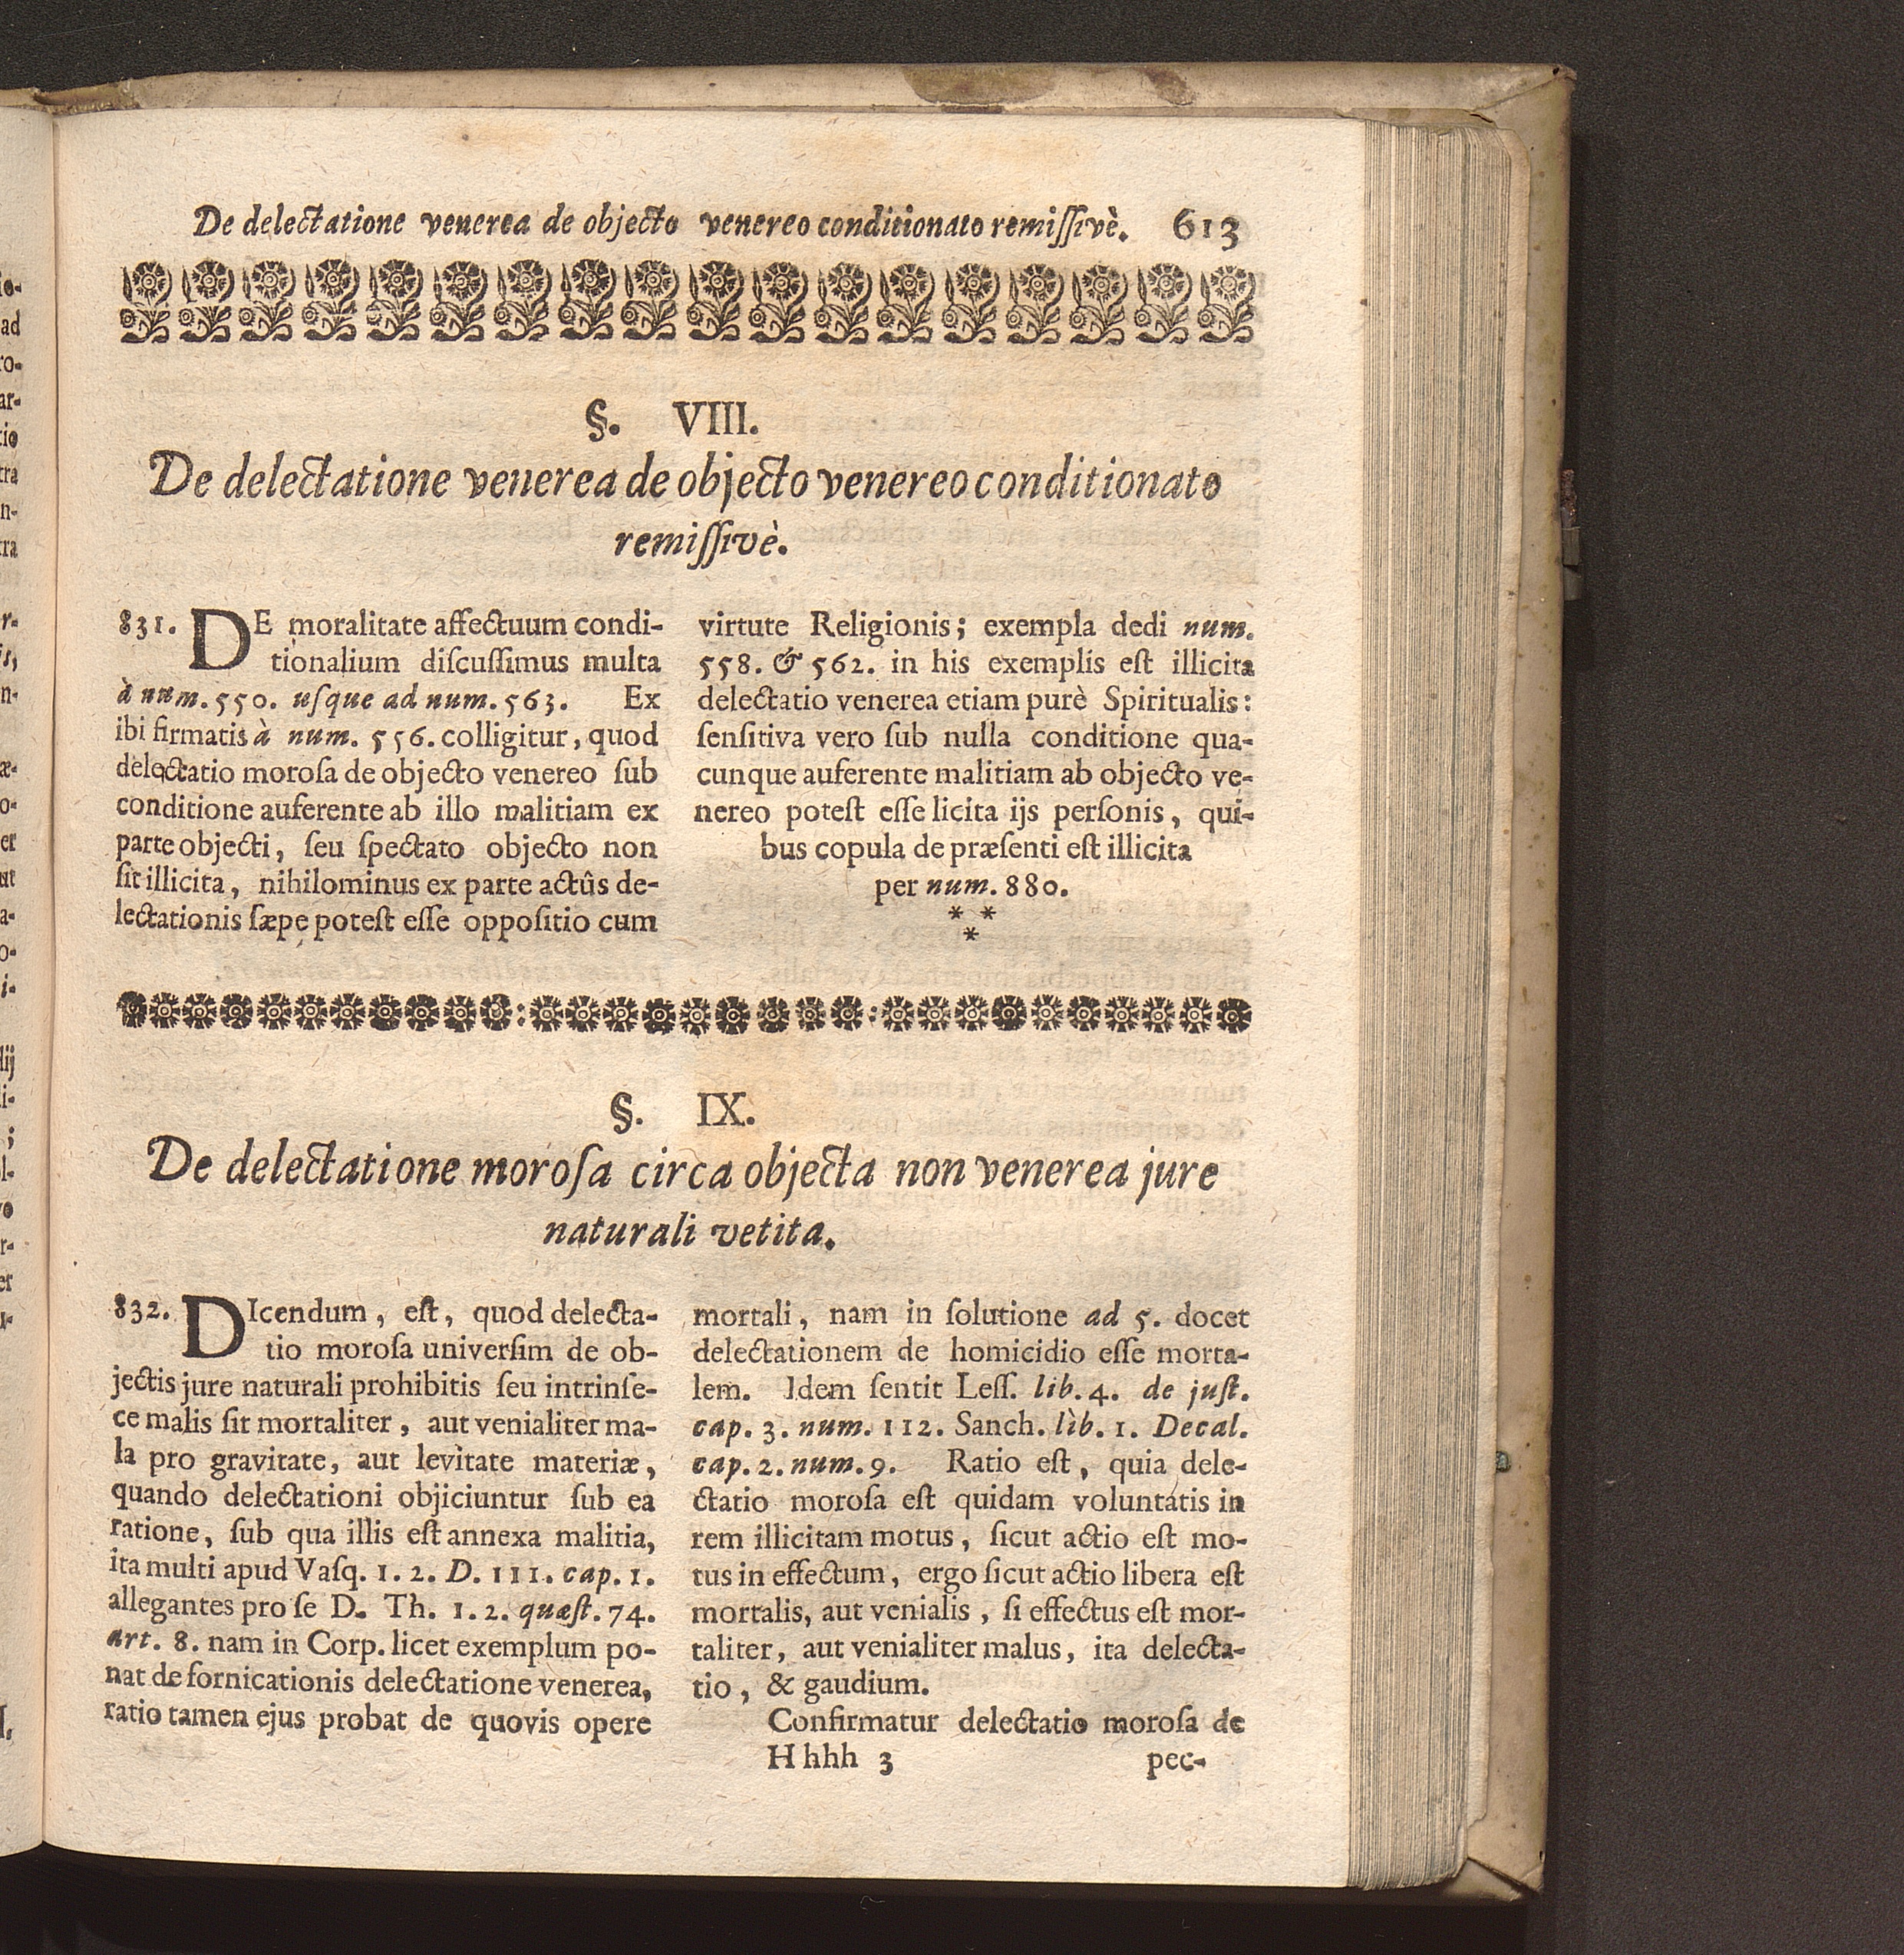 De delectatione venerea de objecto venereo conditionato remiſſivè. 613
§. VIII.
De delectatione venerea de objecto venereo conditionato
remiſſivè.
831. DE moralitate affectuum condi-
tionalium diſcuſſimus multa
à num. 550. uſque ad num. 563. Ex
ibi firmatis à num. 556. colligitur, quod
delectatio moroſa de objecto venereo ſub
conditione auferente ab illo malitiam ex
parte objecti, ſeu ſpectato objecto non
ſit illicita, nihilominus ex parte actûs de-
lectationis ſæpe poteſt eſſe oppoſitio cum
virtute Religionis; exempla dedi num.
558. & 562. in his exemplis eſt illicita
delectatio venerea etiam purè Spiritualis:
ſenſitiva vero ſub nulla conditione qua-
cunque auferente malitiam ab objecto ve-
nereo poteſt eſſe licita ijs perſonis, qui-
bus copula de præſenti eſt illicita
per num. 880.
* *
*
§. IX.
De delectatione moroſa circa objecta non venerea jure
naturali vetita.
832. DIcendum, eſt, quod delecta-
tio moroſa univerſim de ob-
jectis jure naturali prohibitis ſeu intrinſe-
ce malis ſit mortaliter, aut venialiter ma-
la pro gravitate, aut levitate materiæ,
quando delectationi objiciuntur ſub ea
ratione, ſub qua illis eſt annexa malitia,
ita multi apud Vaſq. 1. 2. D. 111. cap. 1.
allegantes pro ſe D. Th. 1. 2. quæſt. 74.
art. 8. nam in Corp. licet exemplum po-
nat de fornicationis delectatione venerea,
ratio tamen ejus probat de quovis opere
mortali, nam in ſolutione ad 5. docet
delectationem de homicidio eſſe morta-
lem. Idem ſentit Leſſ. lib. 4. de juſt.
cap. 3. num. 112. Sanch. lìb. 1. Decal.
cap. 2. num. 9. Ratio eſt, quia dele-
ctatio moroſa eſt quidam voluntatis in
rem illicitam motus, ſicut actio eſt mo-
tus in effectum, ergo ſicut actio libera eſt
mortalis, aut venialis, ſi effectus eſt mor-
taliter, aut venialiter malus, ita delecta-
tio, & gaudium.
Confirmatur delectatio moroſa de
H hhh 3 pec-